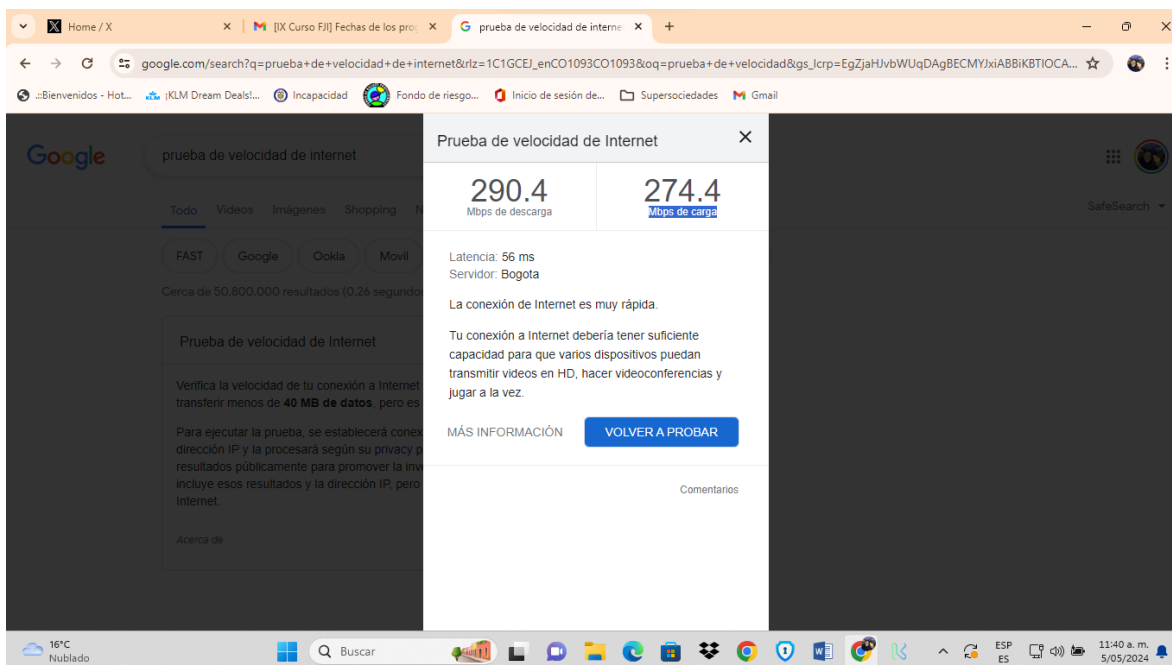 Home / X
[IX Curso FJI] Fechas de los pro
prueba de velocidad de interne
google.com/search?q=prueba+de+velocidad+de+internet&rlz=1C1GCEJ_enCO1093CO1093&oq=prueba+de+velocidad&gs_lcrp=EgZjaHJvbWUqDAgBECMYJxiABBiKBTIOCA...
.::Bienvenidos - Hot...
KLM ¡KLM Dream Deals!...
Incapacidad
Fondo de riesgo...
Inicio de sesión de...
Supersociedades
Gmail
Google
prueba de velocidad de internet
Todo Videos Imágenes Shopping N
SafeSearch
FAST Google Ookla Movil
Cerca de 50.800.000 resultados (0,26 segundo
Prueba de velocidad de Internet
Verifica la velocidad de tu conexión a Internet
transferir menos de 40 MB de datos, pero es
Para ejecutar la prueba, se establecerá conex
dirección IP y la procesará según su privacy p
resultados públicamente para promover la inv
incluye esos resultados y la dirección IP, pero
Internet.
Acerca de
Prueba de velocidad de Internet
290.4
Mbps de descarga
274.4
Mbps de carga
Latencia: 56 ms
Servidor: Bogota
La conexión de Internet es muy rápida.
Tu conexión a Internet debería tener suficiente
capacidad para que varios dispositivos puedan
transmitir videos en HD, hacer videoconferencias y
jugar a la vez.
MÁS INFORMACIÓN
VOLVER A PROBAR
Comentarios
16°C
Nublado
Buscar
ESP
ES
11:40 a. m.
5/05/2024